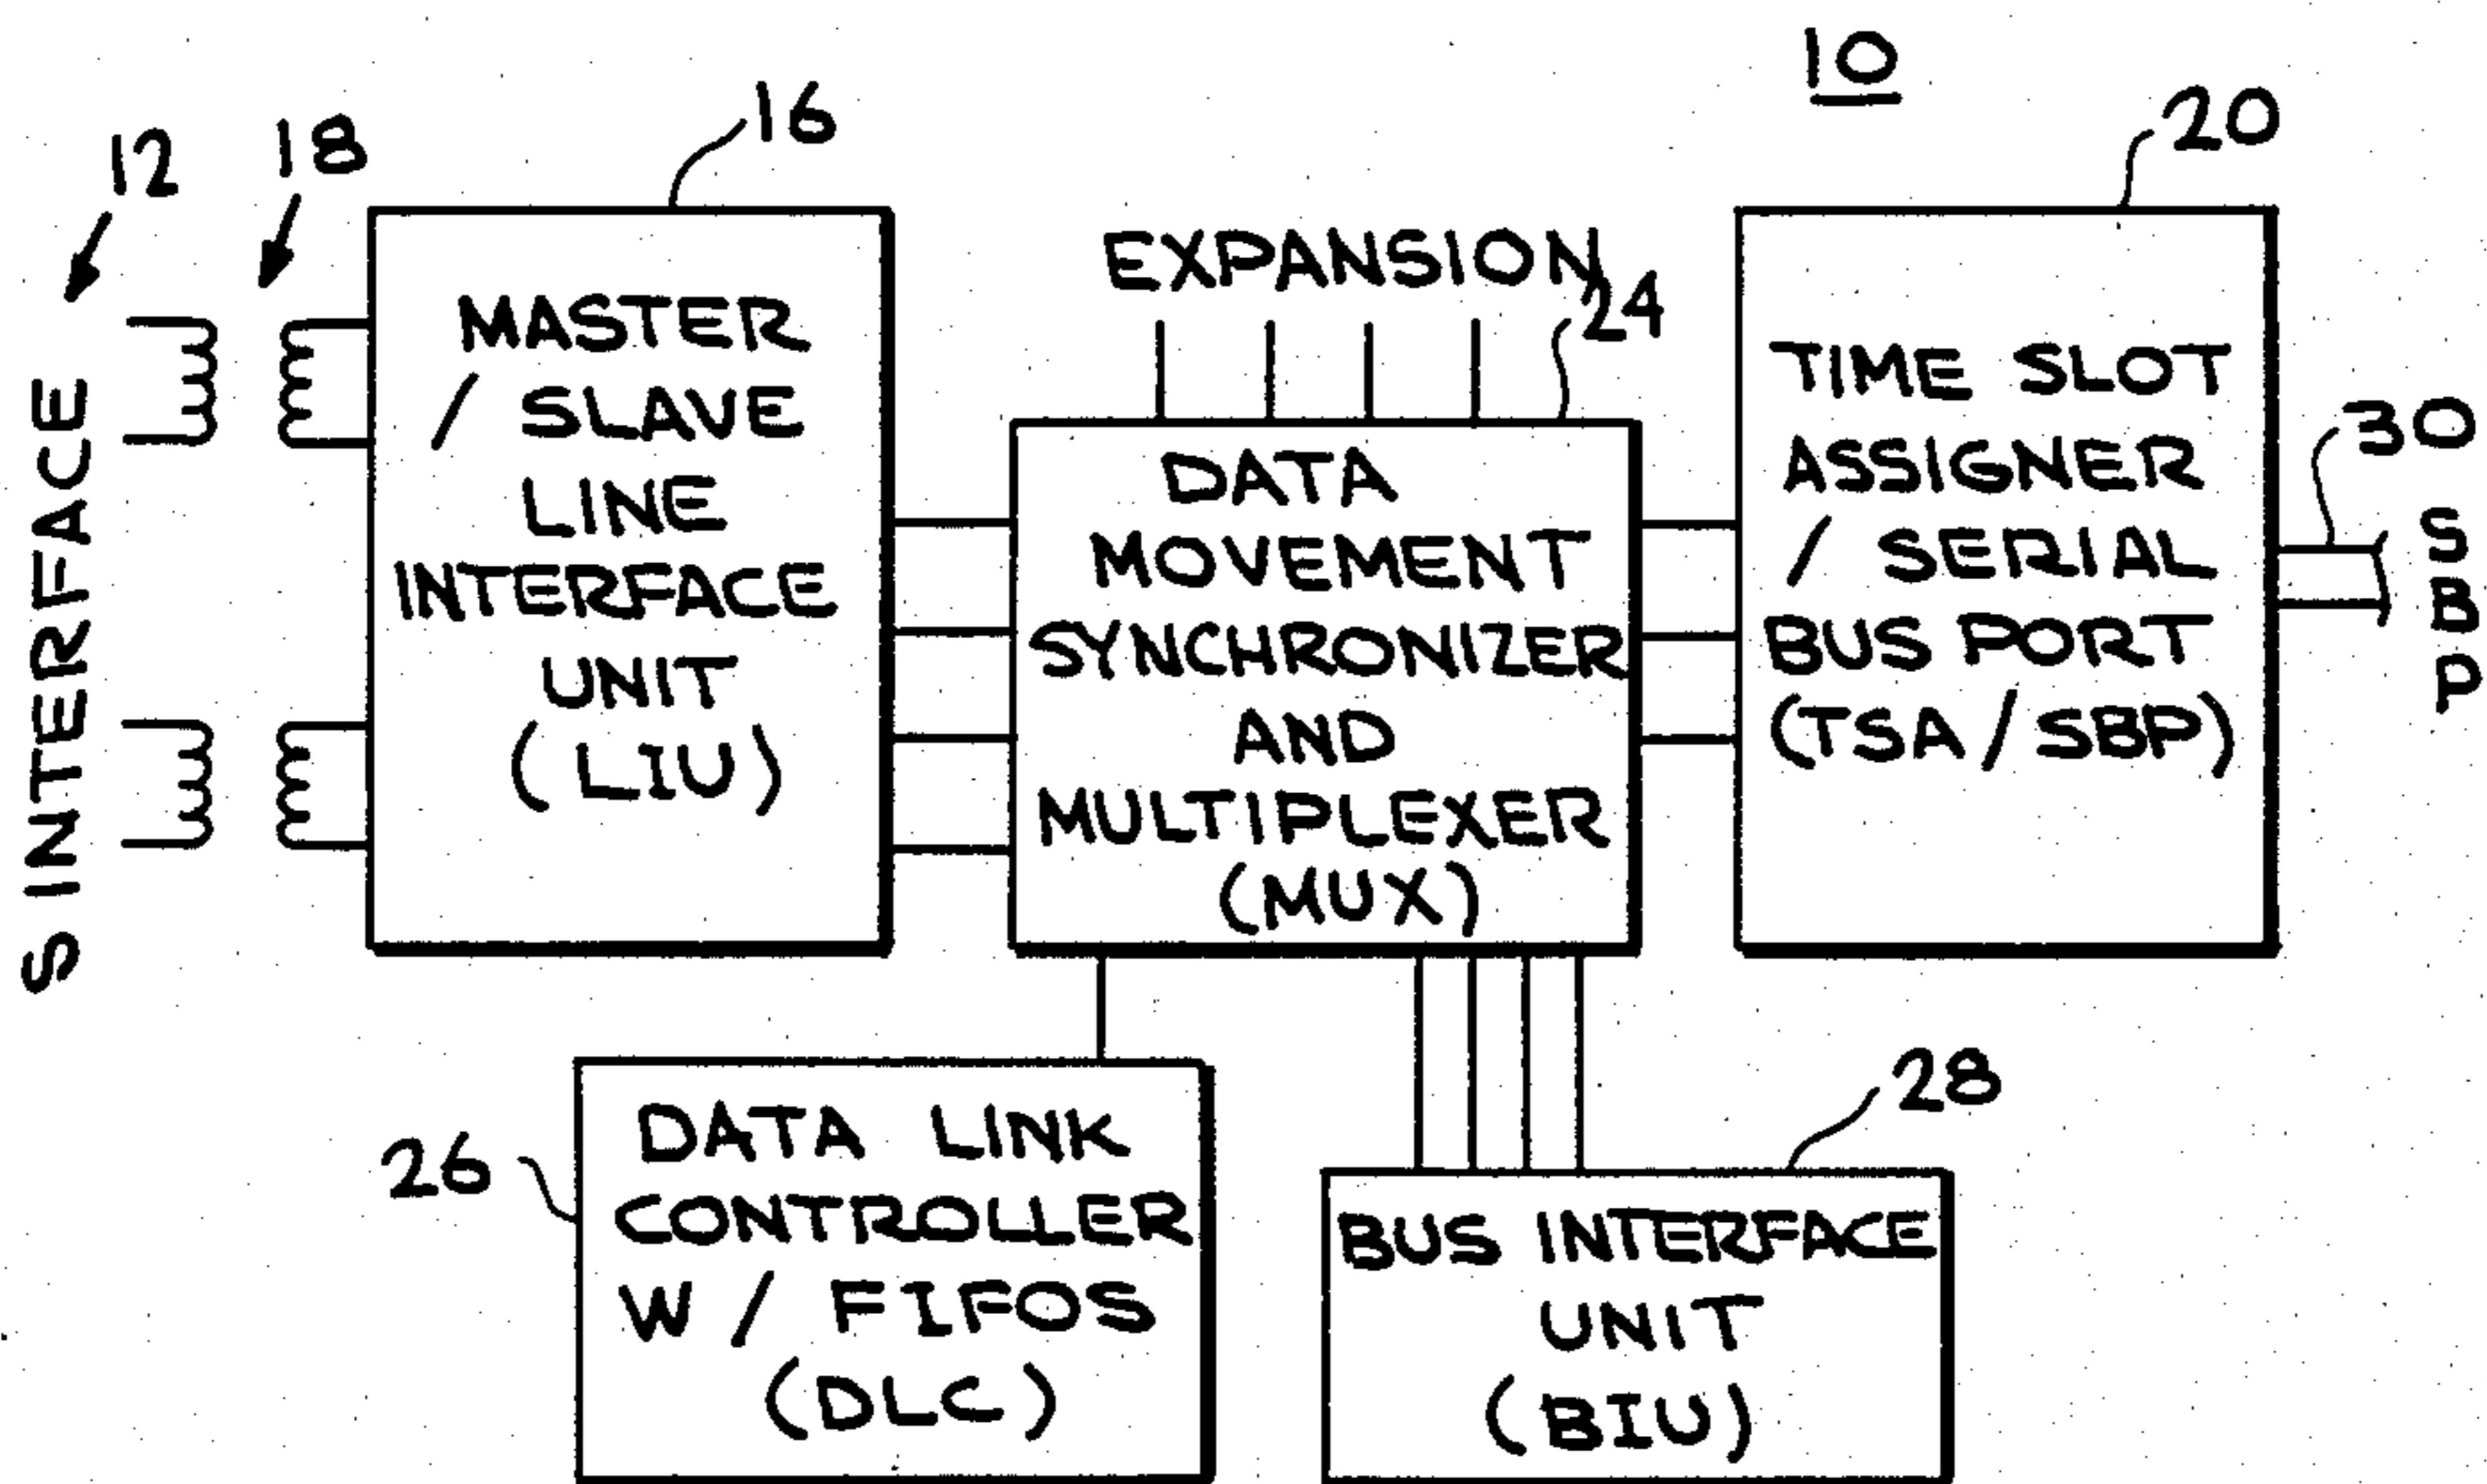 10
12
18
16
20
S INTERFACE
MASTER
/ SLAVE
LINE
INTERFACE
UNIT
(LIU)
EXPANSION
24
DATA
MOVEMENT
SYNCHRONIZER
AND
MULTIPLEXER
(MUX)
TIME SLOT
ASSIGNER
/ SERIAL
BUS PORT
(TSA/SBP)
30
SBP
26
DATA LINK
CONTROLLER
W/ FIFOS
(DLC)
28
BUS INTERFACE
UNIT
(BIU)